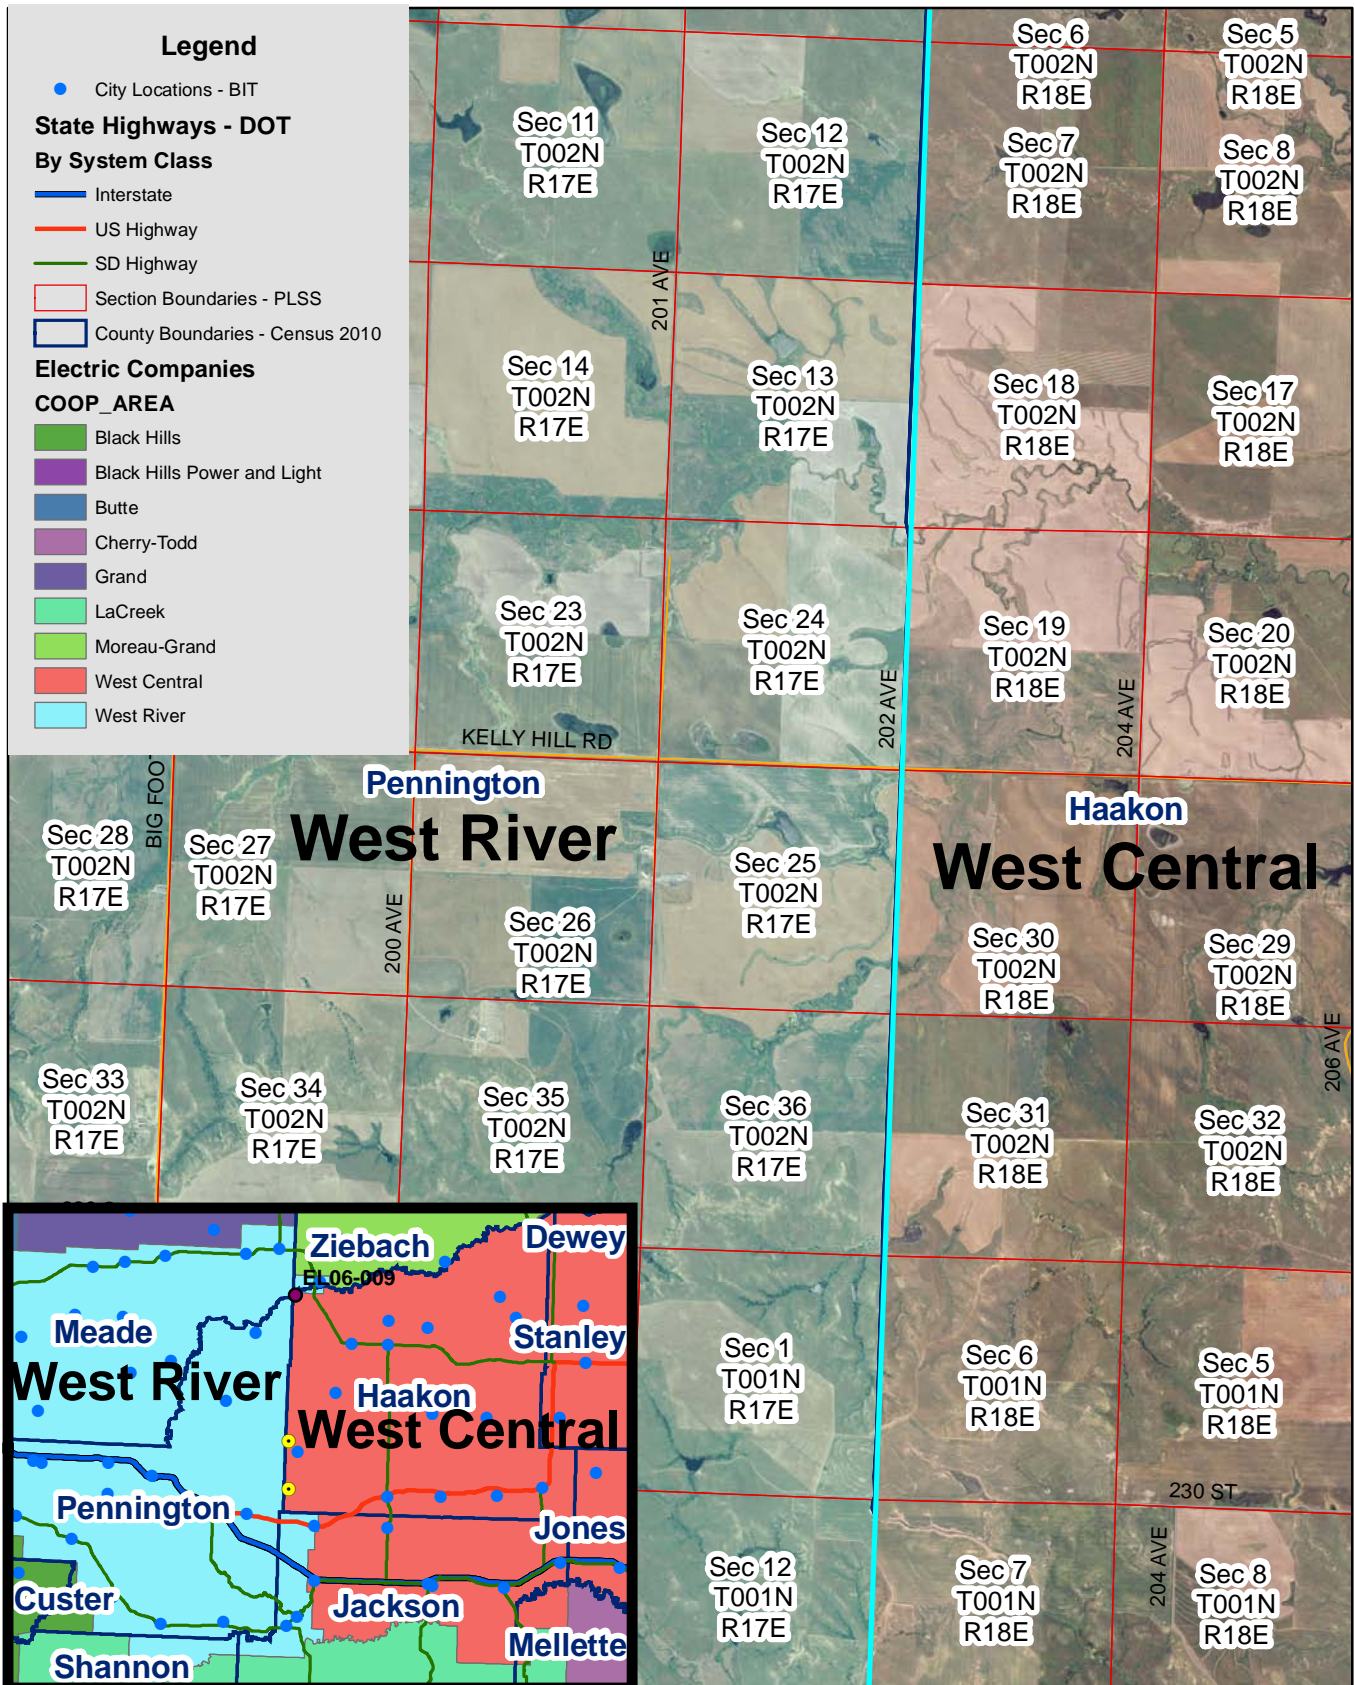 Legend
City Locations - BIT
State Highways - DOT
By System Class
Interstate
US Highway
SD Highway
Section Boundaries - PLSS
County Boundaries - Census 2010
Electric Companies
COOP_AREA
Black Hills
Black Hills Power and Light
Butte
Cherry-Todd
Grand
LaCreek
Moreau-Grand
West Central
West River
Sec 6
T002N
R18E
Sec 5
T002N
R18E
Sec 11
T002N
R17E
Sec 12
T002N
R17E
Sec 7
T002N
R18E
Sec 8
T002N
R18E
201 AVE
Sec 14
T002N
R17E
Sec 13
T002N
R17E
Sec 18
T002N
R18E
Sec 17
T002N
R18E
Sec 23
T002N
R17E
Sec 24
T002N
R17E
Sec 19
T002N
R18E
Sec 20
T002N
R18E
202 AVE
204 AVE
KELLY HILL RD
BIG FOO
Pennington
West River
Haakon
West Central
Sec 28
T002N
R17E
Sec 27
T002N
R17E
200 AVE
Sec 26
T002N
R17E
Sec 25
T002N
R17E
Sec 30
T002N
R18E
Sec 29
T002N
R18E
206 AVE
Sec 33
T002N
R17E
Sec 34
T002N
R17E
Sec 35
T002N
R17E
Sec 36
T002N
R17E
Sec 31
T002N
R18E
Sec 32
T002N
R18E
Sec 1
T001N
R17E
Sec 6
T001N
R18E
Sec 5
T001N
R18E
230 ST
204 AVE
Sec 12
T001N
R17E
Sec 7
T001N
R18E
Sec 8
T001N
R18E
Ziebach
Dewey
EL06-009
Meade
Stanley
West River
Haakon
West Central
Pennington
Jones
Custer
Jackson
Mellette
Shannon